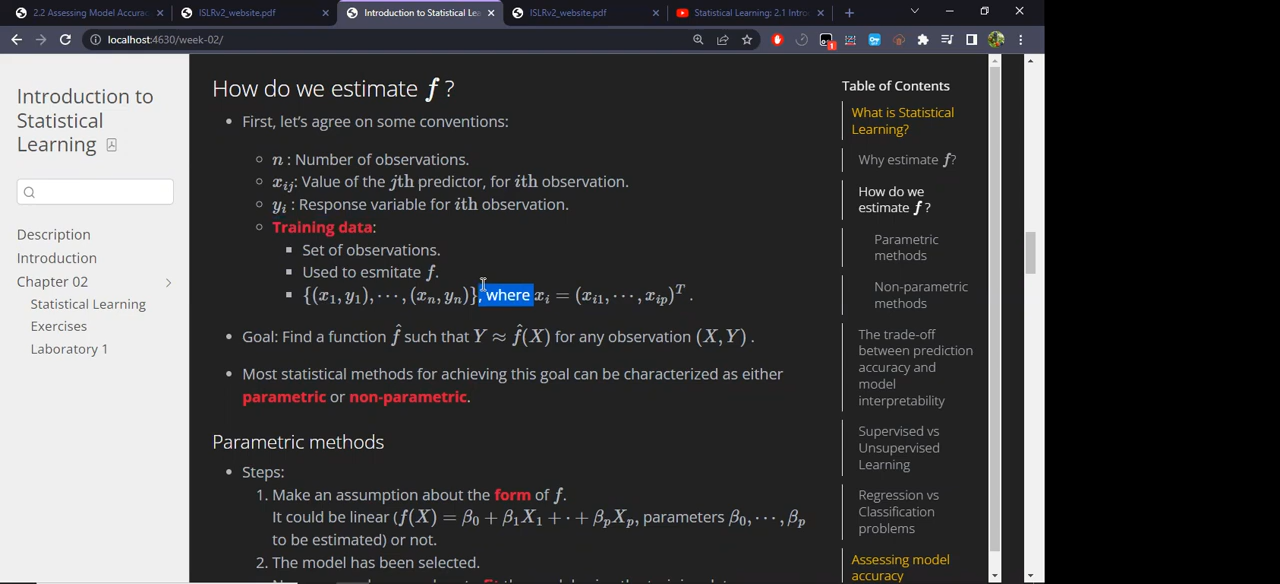 2.2 Assessing Model Accurac
ISLRv2_website.pdf
Introduction to Statistical Le
ISLRv2_website.pdf
Statistical Learning: 2.1 Intro
localhost:4630/week-02/
1
Introduction to
Statistical
Learning
Description
Introduction
Chapter 02
Statistical Learning
Exercises
Laboratory 1
How do we estimate f ?
First, let's agree on some conventions:
n : Number of observations.
x_{ij}: Value of the jth predictor, for ith observation.
y_i : Response variable for ith observation.
Training data:
Set of observations.
Used to esmitate f.
{(x_1, y_1), ⋯, (x_n, y_n)}, where x_i = (x_{i1}, ⋯, x_{ip})^T .
Goal: Find a function f̂ such that Y ≈ f̂(X) for any observation (X, Y) .
Most statistical methods for achieving this goal can be characterized as either
parametric or non-parametric.
Parametric methods
Steps:
1. Make an assumption about the form of f.
It could be linear (f(X) = β_0 + β_1X_1 + · + β_pX_p, parameters β_0, ⋯, β_p
to be estimated) or not.
2. The model has been selected.
Table of Contents
What is Statistical
Learning?
Why estimate f?
How do we
estimate f ?
Parametric
methods
Non-parametric
methods
The trade-off
between prediction
accuracy and
model
interpretability
Supervised vs
Unsupervised
Learning
Regression vs
Classification
problems
Assessing model
accuracy